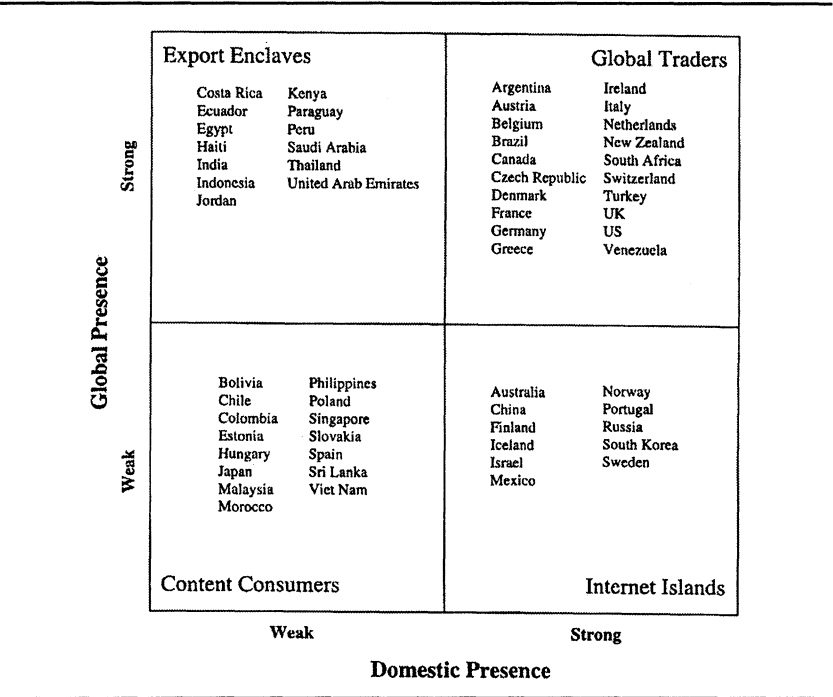 Export Enclaves
Costa Rica Kenya
Ecuador Paraguay
Egypt Peru
Haiti Saudi Arabia
India Thailand
Indonesia United Arab Emirates
Jordan
Global Traders
Argentina Ireland
Austria Italy
Belgium Netherlands
Brazil New Zealand
Canada South Africa
Czech Republic Switzerland
Denmark Turkey
France UK
Germany US
Greece Venezuela
Strong
Global Presence
Weak
Bolivia Philippines
Chile Poland
Colombia Singapore
Estonia Slovakia
Hungary Spain
Japan Sri Lanka
Malaysia Viet Nam
Morocco
Content Consumers
Australia Norway
China Portugal
Finland Russia
Iceland South Korea
Israel Sweden
Mexico
Internet Islands
Weak
Strong
Domestic Presence